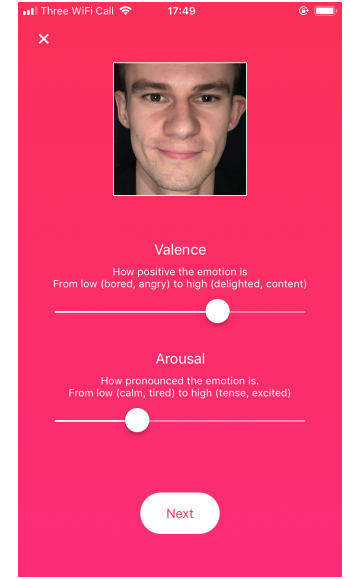 Three WiFi Call 17:49
Valence
How positive the emotion is
From low (bored, angry) to high (delighted, content)
Arousal
How pronounced the emotion is.
From low (calm, tired) to high (tense, excited)
Next